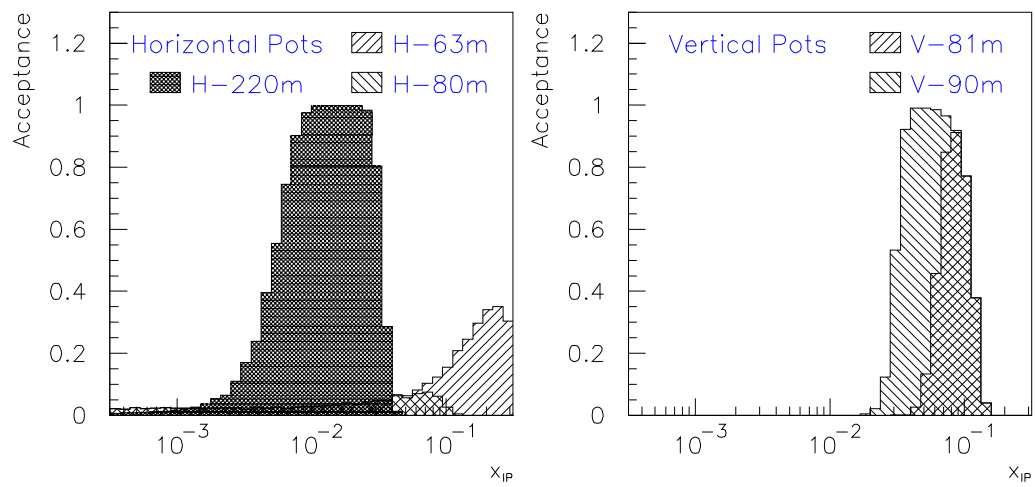 Acceptance
1.2
1
0.8
0.6
0.4
0.2
0
Horizontal Pots
H-63m
H-220m
H-80m
10^-3
10^-2
10^-1
x_IP
Acceptance
1.2
1
0.8
0.6
0.4
0.2
0
Vertical Pots
V-81m
V-90m
10^-3
10^-2
10^-1
x_IP